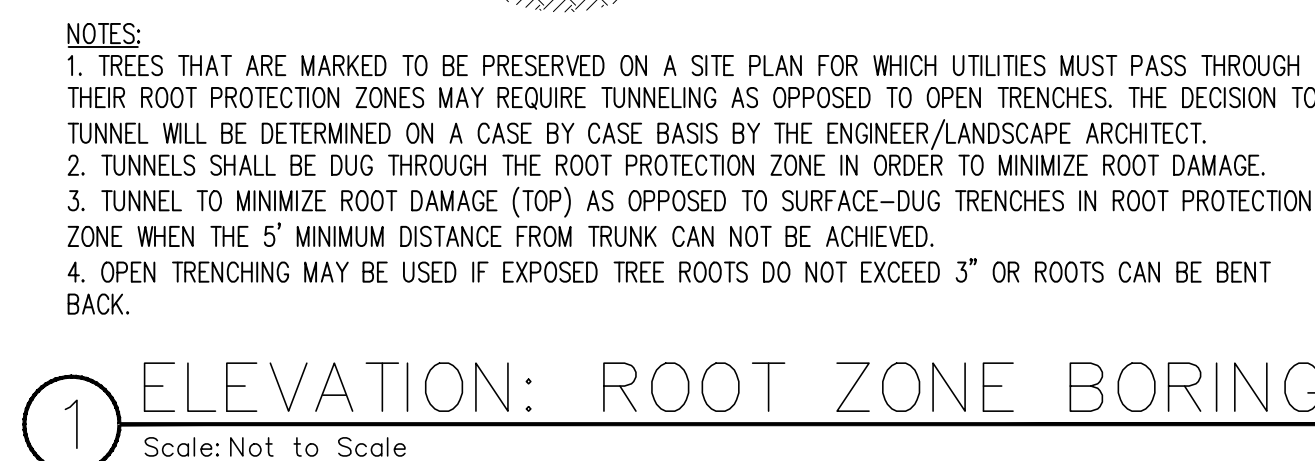 NOTES:
1. TREES THAT ARE MARKED TO BE PRESERVED ON A SITE PLAN FOR WHICH UTILITIES MUST PASS THROUGH
THEIR ROOT PROTECTION ZONES MAY REQUIRE TUNNELING AS OPPOSED TO OPEN TRENCHES. THE DECISION TO
TUNNEL WILL BE DETERMINED ON A CASE BY CASE BASIS BY THE ENGINEER/LANDSCAPE ARCHITECT.
2. TUNNELS SHALL BE DUG THROUGH THE ROOT PROTECTION ZONE IN ORDER TO MINIMIZE ROOT DAMAGE.
3. TUNNEL TO MINIMIZE ROOT DAMAGE (TOP) AS OPPOSED TO SURFACE-DUG TRENCHES IN ROOT PROTECTION
ZONE WHEN THE 5' MINIMUM DISTANCE FROM TRUNK CAN NOT BE ACHIEVED.
4. OPEN TRENCHING MAY BE USED IF EXPOSED TREE ROOTS DO NOT EXCEED 3" OR ROOTS CAN BE BENT
BACK.
1 ELEVATION: ROOT ZONE BORING
Scale: Not to Scale